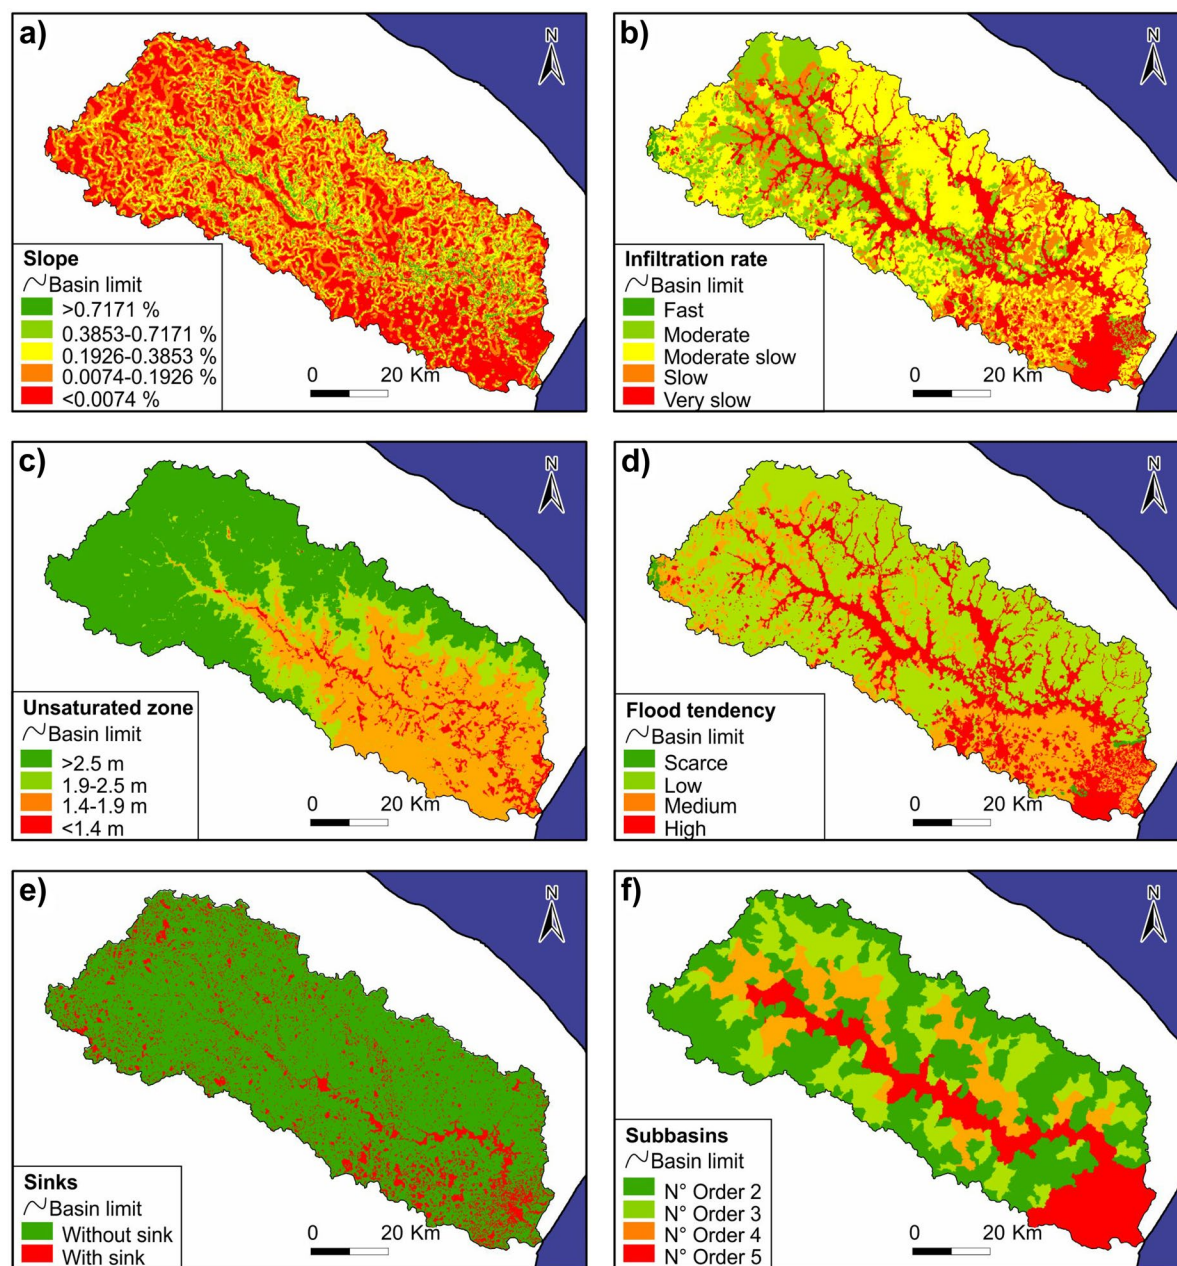 a)
N
Slope
Basin limit
>0.7171 %
0.3853-0.7171 %
0.1926-0.3853 %
0.0074-0.1926 %
<0.0074 %
0 20 Km
b)
N
Infiltration rate
Basin limit
Fast
Moderate
Moderate slow
Slow
Very slow
0 20 Km
c)
N
Unsaturated zone
Basin limit
>2.5 m
1.9-2.5 m
1.4-1.9 m
<1.4 m
0 20 Km
d)
N
Flood tendency
Basin limit
Scarce
Low
Medium
High
0 20 Km
e)
N
Sinks
Basin limit
Without sink
With sink
0 20 Km
f)
N
Subbasins
Basin limit
N° Order 2
N° Order 3
N° Order 4
N° Order 5
0 20 Km